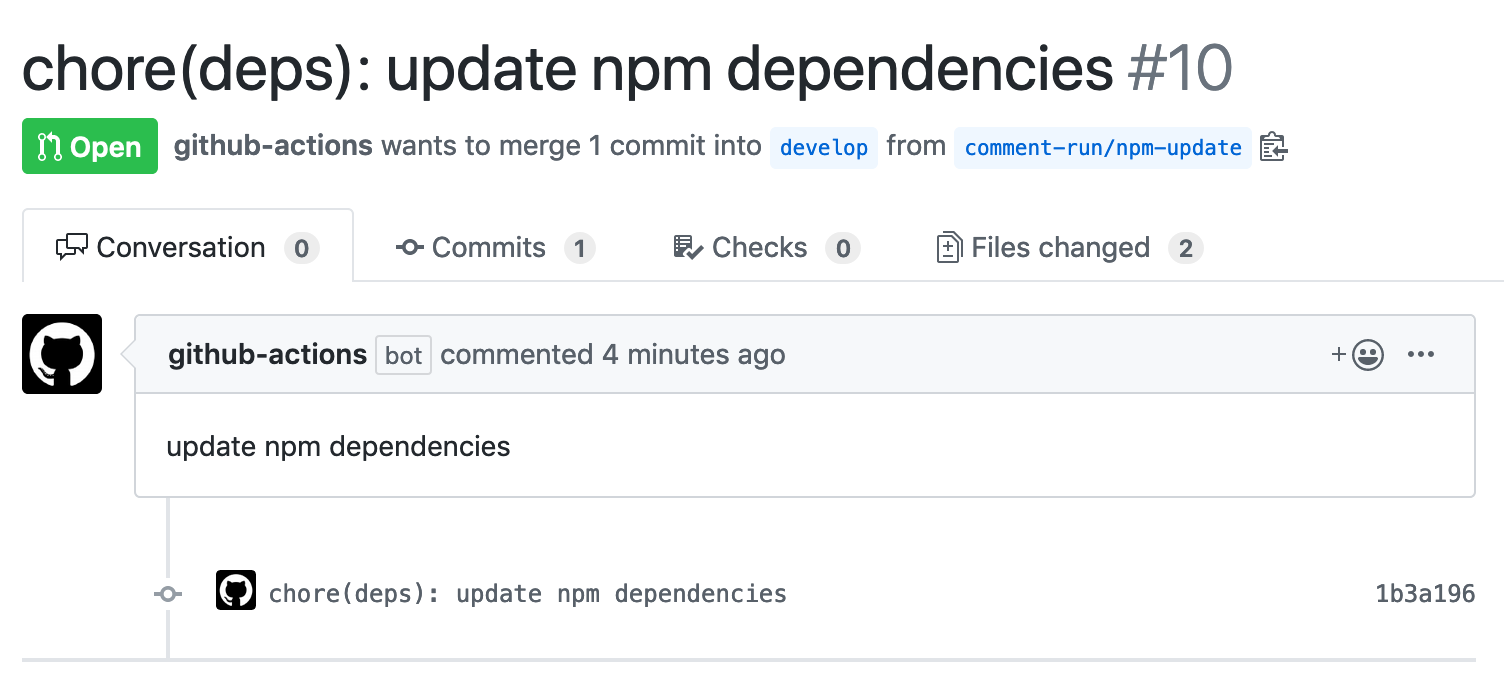 chore(deps): update npm dependencies #10
Open github-actions wants to merge 1 commit into develop from comment-run/npm-update
Conversation 0 Commits 1 Checks 0 Files changed 2
github-actions bot commented 4 minutes ago
update npm dependencies
chore(deps): update npm dependencies 1b3a196